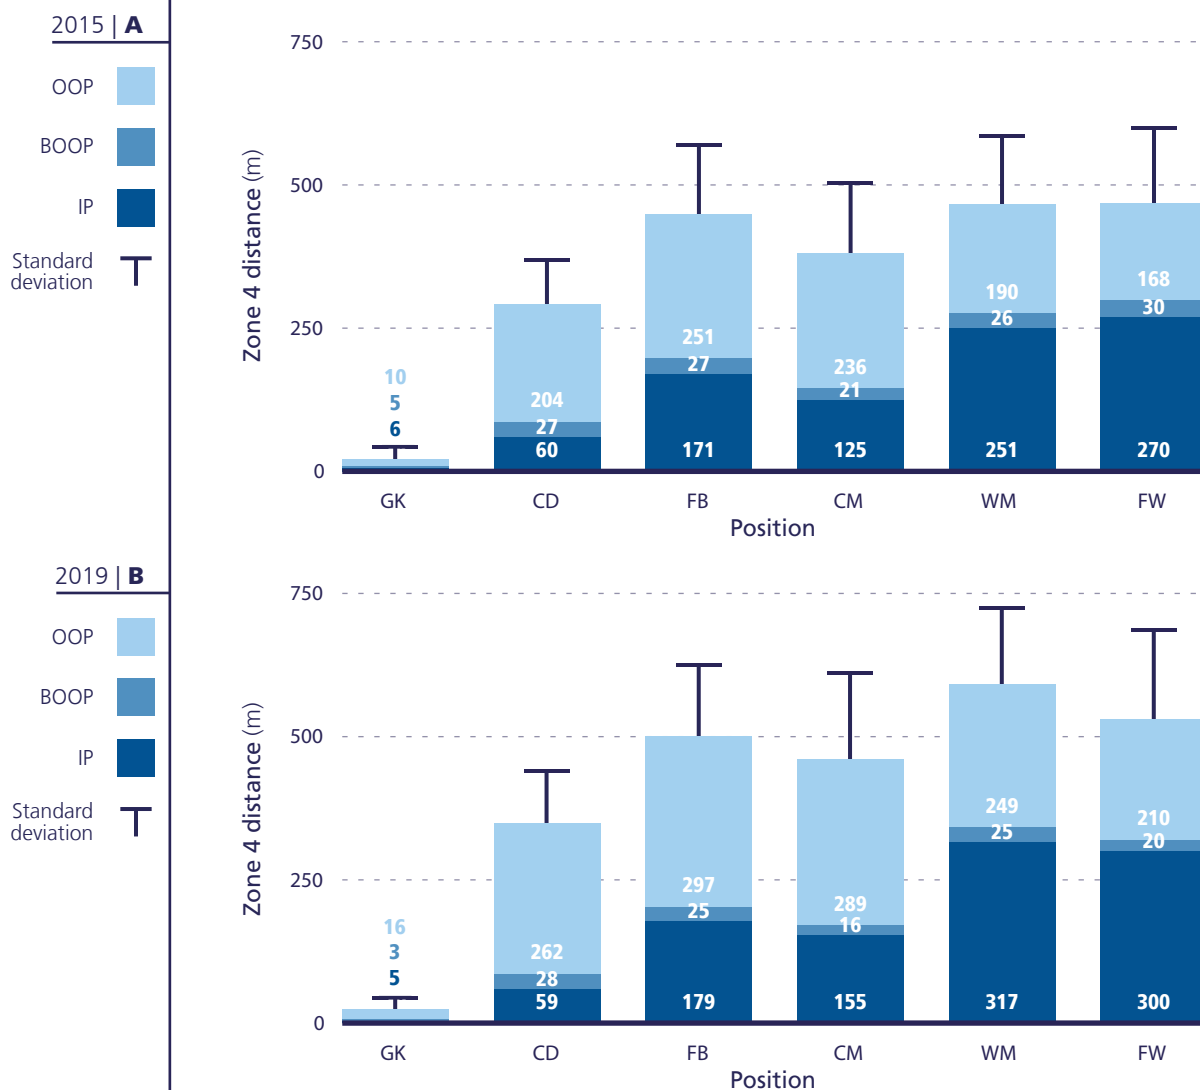 2015 | A
OOP
BOOP
IP
Standard
deviation
Zone 4 distance (m)
750
500
250
0
10
5
6
204
27
60
251
27
171
236
21
125
190
26
251
168
30
270
GK CD FB CM WM FW
Position
2019 | B
OOP
BOOP
IP
Standard
deviation
Zone 4 distance (m)
750
500
250
0
16
3
5
262
28
59
297
25
179
289
16
155
249
25
317
210
20
300
GK CD FB CM WM FW
Position